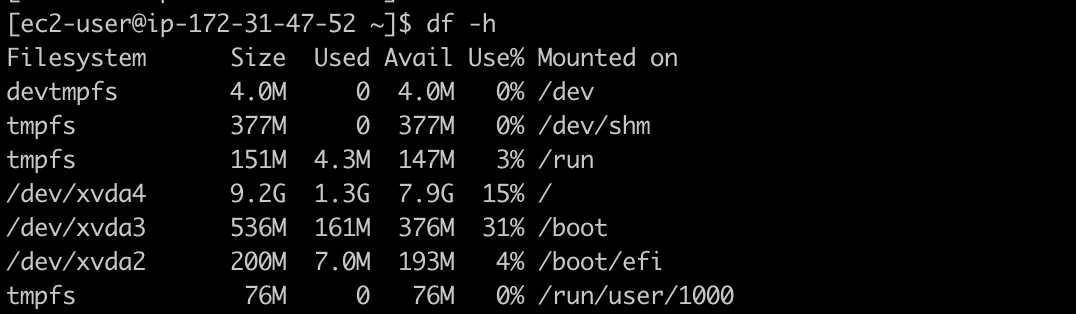 [ec2-user@ip-172-31-47-52 ~]$ df -h
Filesystem      Size  Used Avail Use% Mounted on
devtmpfs        4.0M     0  4.0M   0% /dev
tmpfs           377M     0  377M   0% /dev/shm
tmpfs           151M  4.3M  147M   3% /run
/dev/xvda4      9.2G  1.3G  7.9G  15% /
/dev/xvda3      536M  161M  376M  31% /boot
/dev/xvda2      200M  7.0M  193M   4% /boot/efi
tmpfs            76M     0   76M   0% /run/user/1000